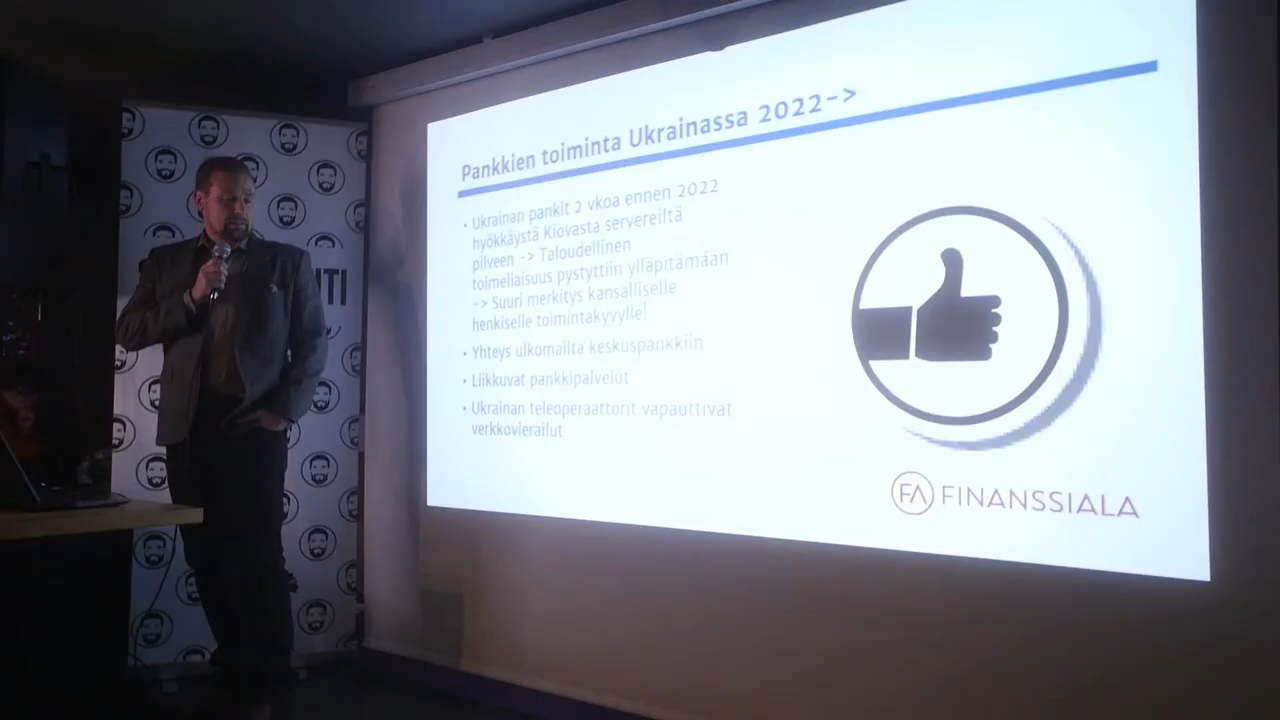 Pankkien toiminta Ukrainassa 2022->
• Ukrainan pankit 2 vkoa ennen 2022
hyökkäystä Kiovasta servereiltä
pilveen -> Taloudellinen
toimeliaisuus pystyttiin ylläpitämään
-> Suuri merkitys kansalliselle
henkiselle toimintakyvylle!
• Yhteys ulkomailta keskuspankkiin
• Liikkuvat pankkipalvelut
• Ukrainan teleoperaattorit vapauttivat
verkkovierailut
FA FINANSSIALA